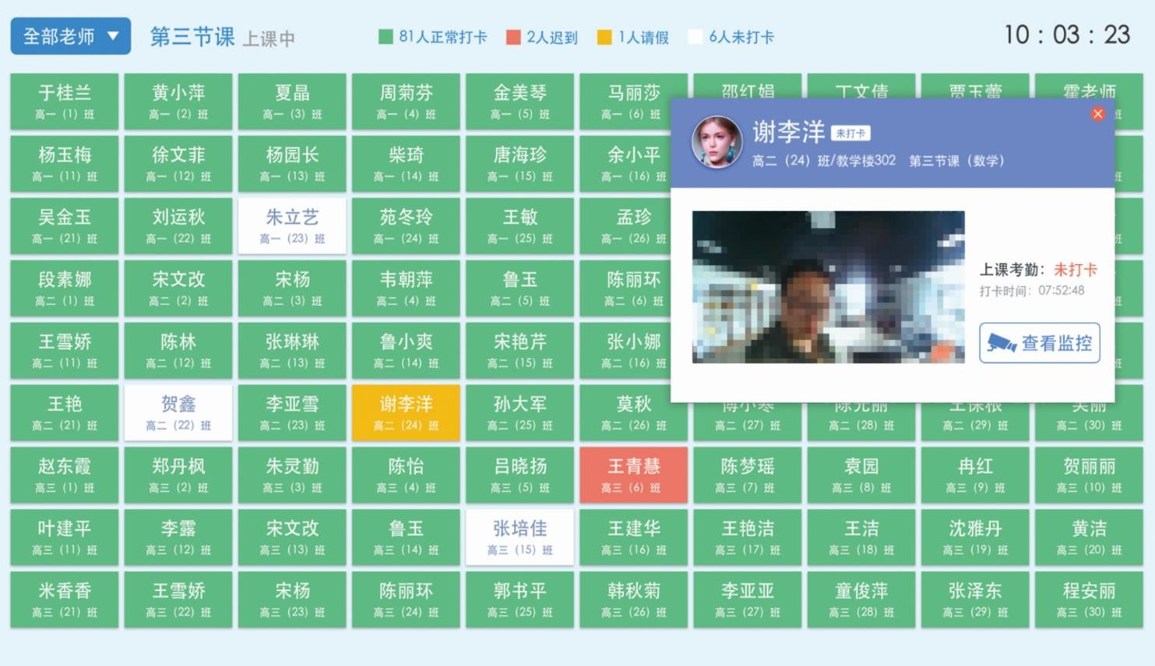 全部老师
第三节课 上课中
81人正常打卡 2人迟到 1人请假 6人未打卡
10：03：23
于桂兰 黄小萍 夏晶 周菊芬 金美琴 马丽莎 邵红娟 丁文倩 贾玉蕾 霍老师
高一（1）班 高一（2）班 高一（3）班 高一（4）班 高一（5）班 高一（6）班
杨玉梅 徐文菲 杨园长 柴琦 唐海珍 余小平
高一（11）班 高一（12）班 高一（13）班 高一（14）班 高一（15）班 高一（16）班
吴金玉 刘运秋 朱立艺 苑冬玲 王敏 孟珍
高一（21）班 高一（22）班 高一（23）班 高一（24）班 高一（25）班 高一（26）班
段素娜 宋文改 宋杨 韦朝萍 鲁玉 陈丽环
高二（1）班 高二（2）班 高二（3）班 高二（4）班 高二（5）班 高二（6）班
王雪娇 陈林 张琳琳 鲁小爽 宋艳芹 张小娜
高二（11）班 高二（12）班 高二（13）班 高二（14）班 高二（15）班 高二（16）班
王艳 贺鑫 李亚雪 谢李洋 孙大军 莫秋
高二（21）班 高二（22）班 高二（23）班 高二（24）班 高二（25）班 高二（26）班 高二（27）班 高二（28）班 高二（29）班 高二（30）班
赵东霞 郑丹枫 朱灵勤 陈怡 吕晓扬 王青慧 陈梦瑶 袁园 冉红 贺丽丽
高三（1）班 高三（2）班 高三（3）班 高三（4）班 高三（5）班 高三（6）班 高三（7）班 高三（8）班 高三（9）班 高三（10）班
叶建平 李露 宋文改 鲁玉 张培佳 王建华 王艳洁 王洁 沈雅丹 黄洁
高三（11）班 高三（12）班 高三（13）班 高三（14）班 高三（15）班 高三（16）班 高三（17）班 高三（18）班 高三（19）班 高三（20）班
米香香 王雪娇 宋杨 陈丽环 郭书平 韩秋菊 李亚亚 童俊萍 张泽东 程安丽
高三（21）班 高三（22）班 高三（23）班 高三（24）班 高三（25）班 高三（26）班 高三（27）班 高三（28）班 高三（29）班 高三（30）班
谢李洋 未打卡
高二（24）班/教学楼302 第三节课（数学）
上课考勤：未打卡
打卡时间：07:52:48
查看监控